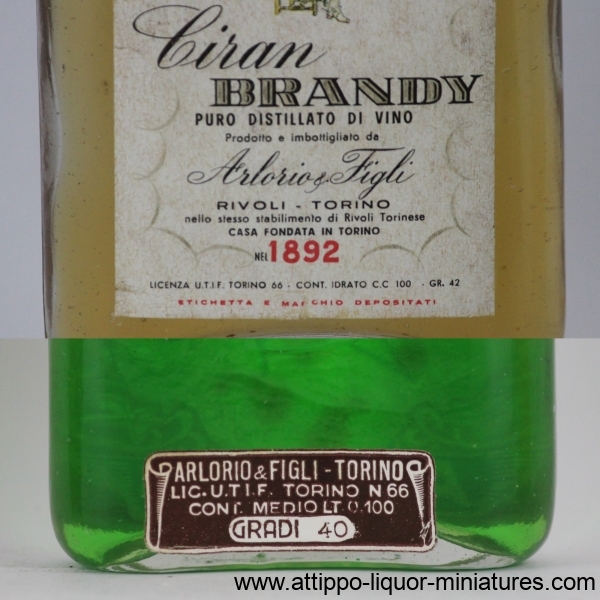 Ciran
BRANDY
PURO DISTILLATO DI VINO
Prodotto e imbottigliato da
Arlorio & Figli
RIVOLI - TORINO
nello stesso stabilimento di Rivoli Torinese
CASA FONDATA IN TORINO
NEL 1892
LICENZA U.T.I.F. TORINO 66 - CONT. IDRATO C.C 100 - GR. 42
ETICHETTA E MARCHIO DEPOSITATI
ARLORIO & FIGLI - TORINO
LIC. U.T.I.F. TORINO N 66
CONT. MEDIO LT. 0.100
GRADI 40
www.attippo-liquor-miniatures.com